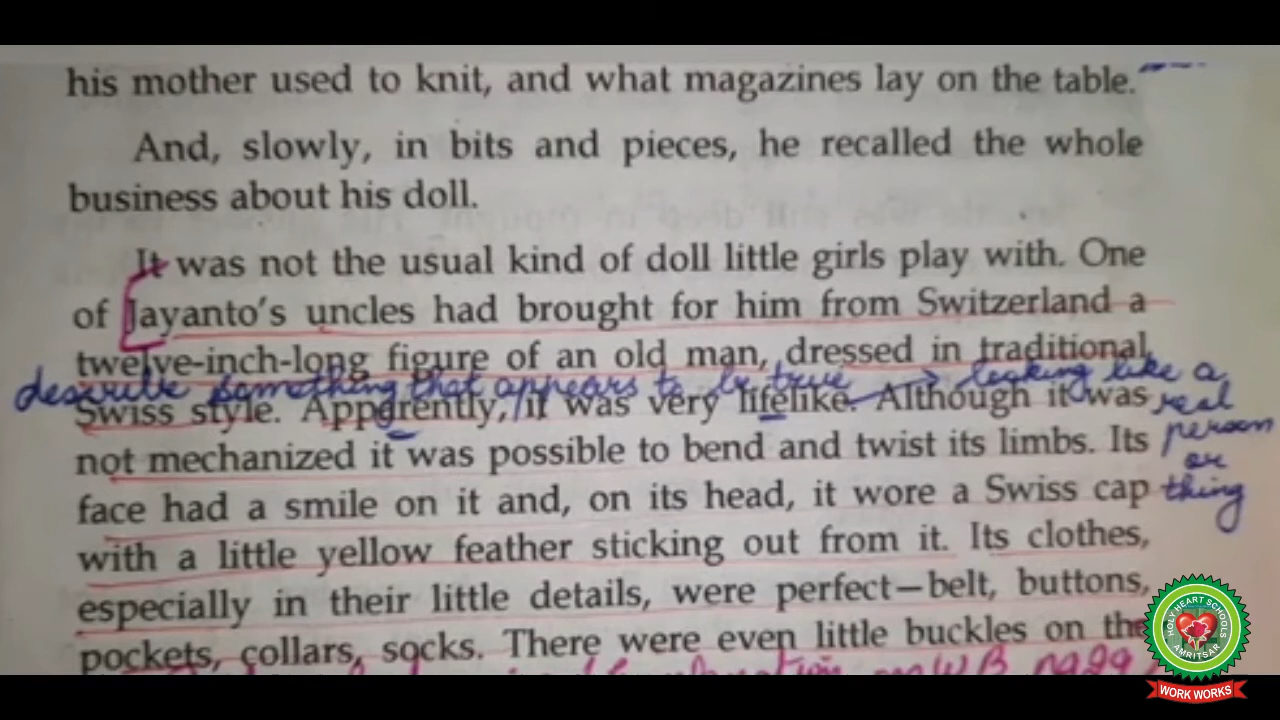 his mother used to knit, and what magazines lay on the table.
And, slowly, in bits and pieces, he recalled the whole
business about his doll.
It was not the usual kind of doll little girls play with. One
of Jayanto's uncles had brought for him from Switzerland a
twelve-inch-long figure of an old man, dressed in traditional
describe something that appears to be true → looking like a
Swiss style. Apparently, it was very lifelike. Although it was real
not mechanized it was possible to bend and twist its limbs. Its person
or
face had a smile on it and, on its head, it wore a Swiss cap thing
with a little yellow feather sticking out from it. Its clothes,
especially in their little details, were perfect—belt, buttons,
pockets, collars, socks. There were even little buckles on the
HOLY HEART SCHOOLS
AMRITSAR
WORK WORKS